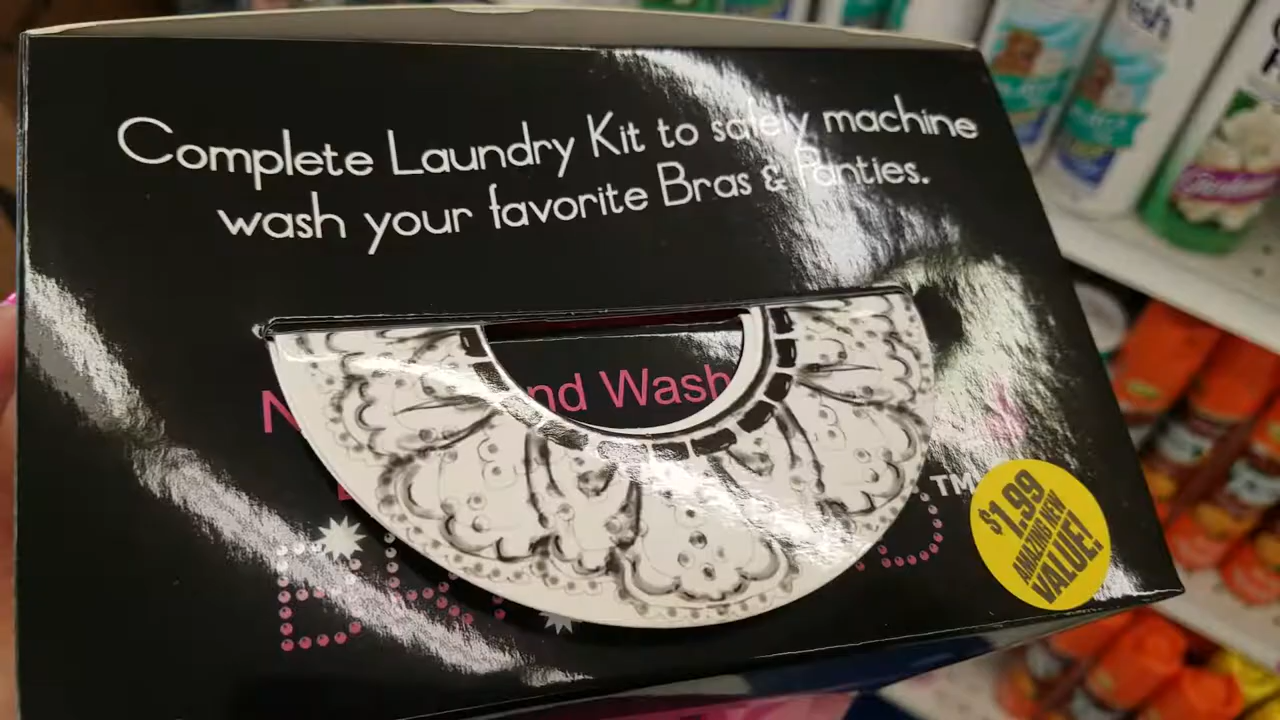 Complete Laundry Kit to safely machine
wash your favorite Bras & Panties.
nd Wash
TM
$1.99
AMAZING NEW
VALUE!